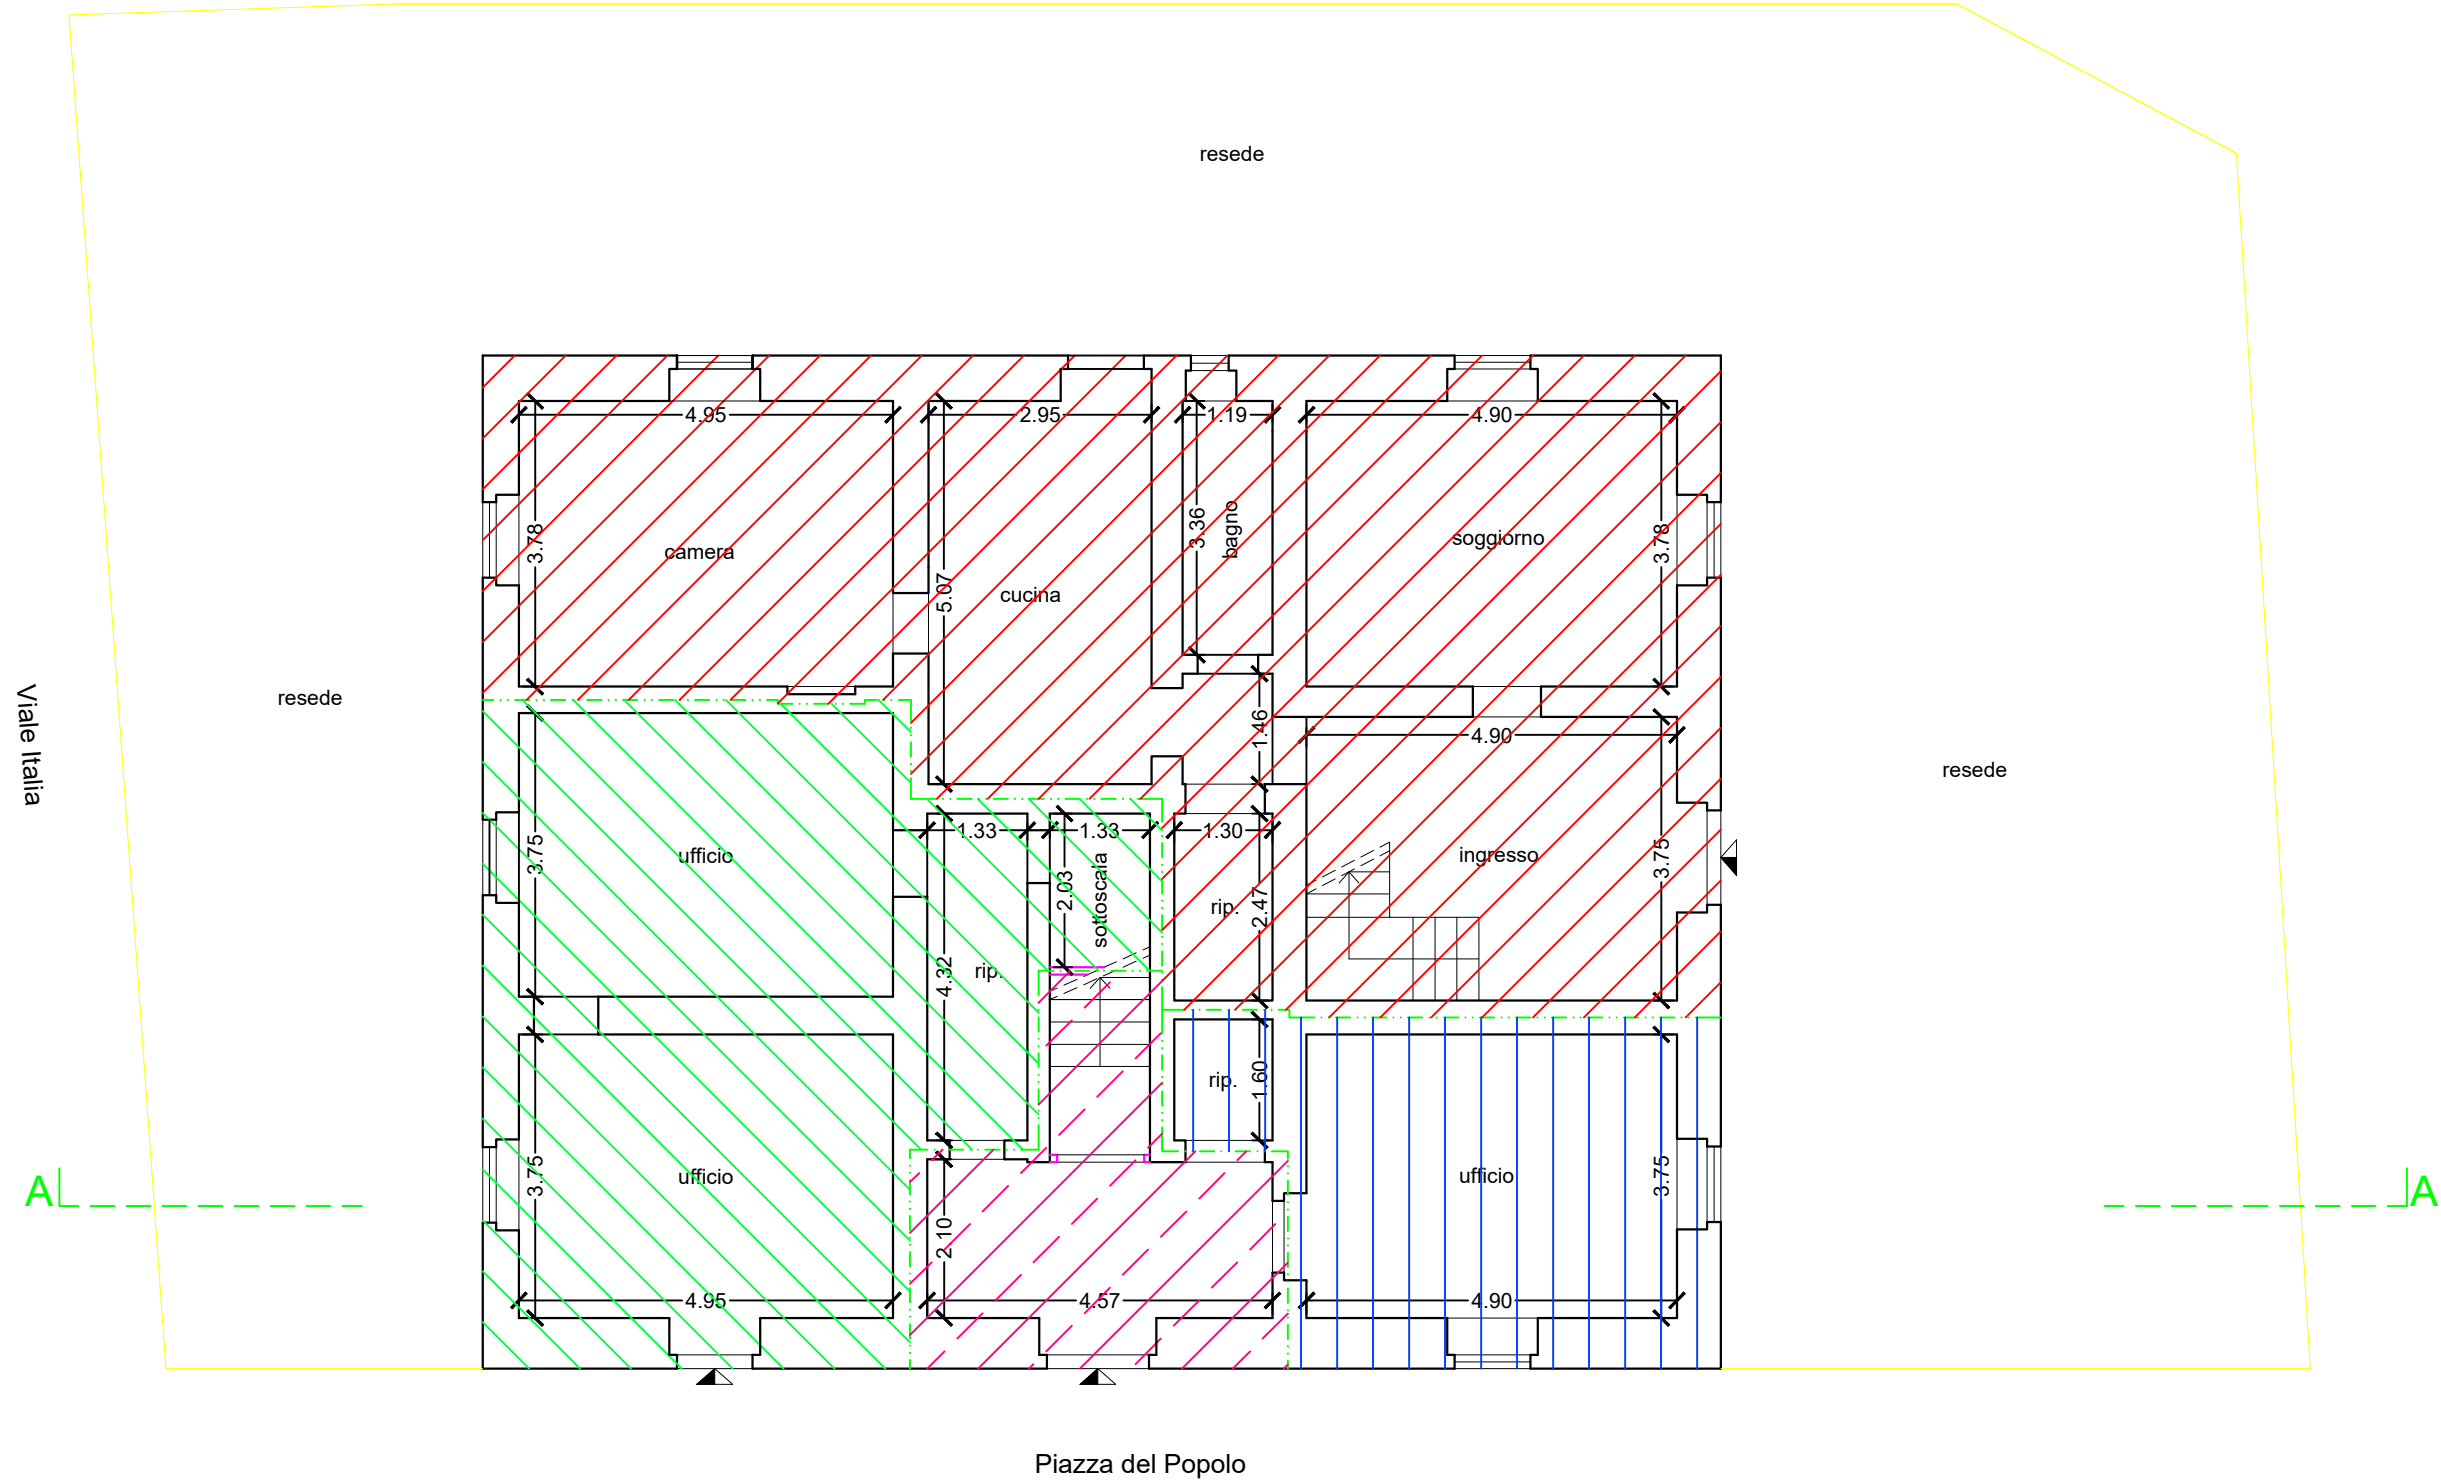 resede
4.95
2.95
1.19
4.90
3.78
camera
5.07
cucina
3.36
bagno
soggiorno
3.78
Viale Italia
resede
1.46
4.90
resede
3.75
ufficio
1.33
1.33
1.30
2.03
sottoscala
rip.
2.47
ingresso
3.75
4.32
rip.
rip.
1.60
A
3.75
ufficio
2.10
ufficio
3.75
A
4.95
4.57
4.90
Piazza del Popolo